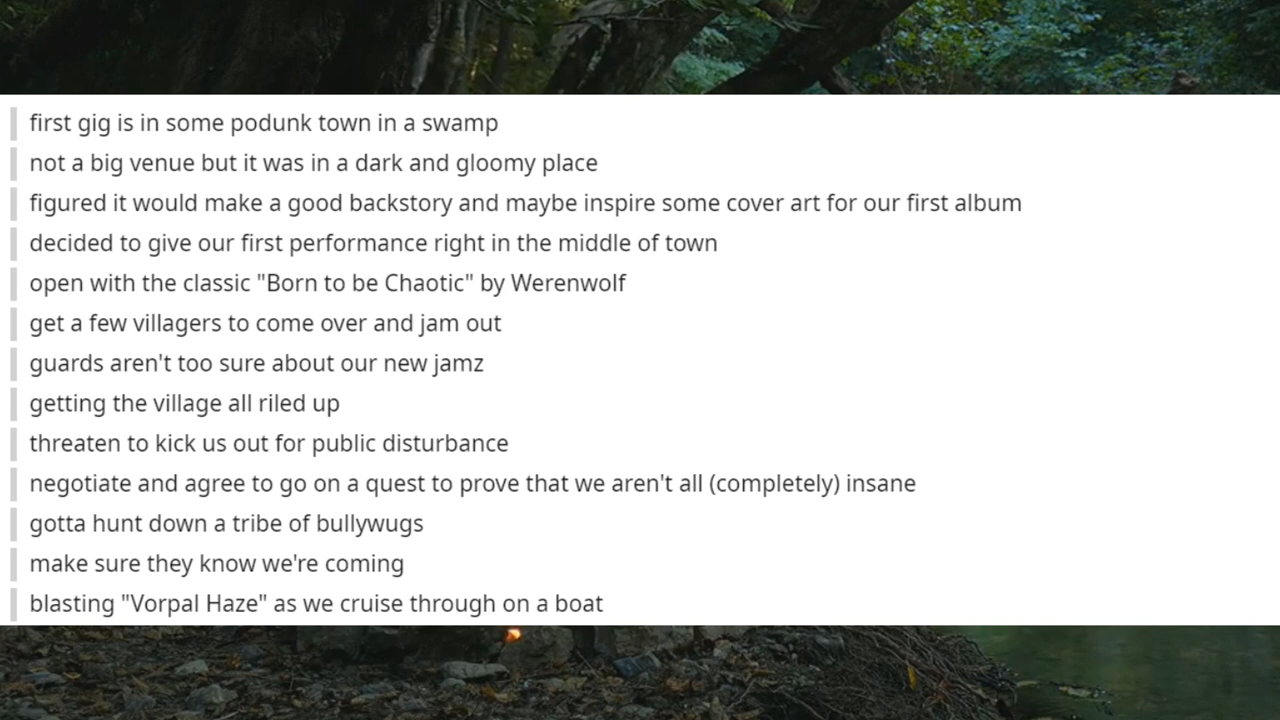 first gig is in some podunk town in a swamp
not a big venue but it was in a dark and gloomy place
figured it would make a good backstory and maybe inspire some cover art for our first album
decided to give our first performance right in the middle of town
open with the classic "Born to be Chaotic" by Werenwolf
get a few villagers to come over and jam out
guards aren't too sure about our new jamz
getting the village all riled up
threaten to kick us out for public disturbance
negotiate and agree to go on a quest to prove that we aren't all (completely) insane
gotta hunt down a tribe of bullywugs
make sure they know we're coming
blasting "Vorpal Haze" as we cruise through on a boat